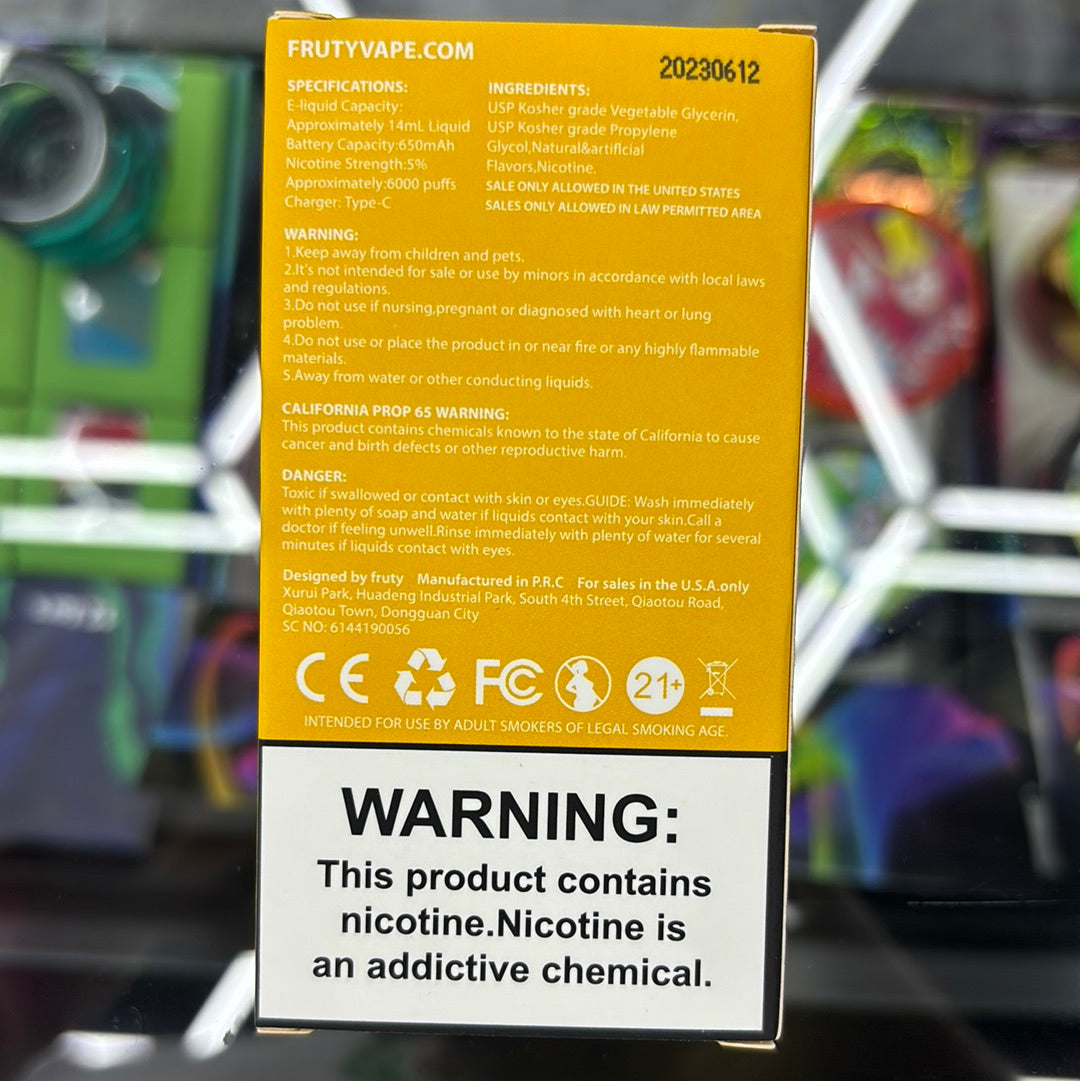 FRUTYVAPE.COM
20230612
SPECIFICATIONS:
E-liquid Capacity:
Approximately 14mL Liquid
Battery Capacity:650mAh
Nicotine Strength:5%
Approximately:6000 puffs
Charger: Type-C
INGREDIENTS:
USP Kosher grade Vegetable Glycerin,
USP Kosher grade Propylene
Glycol,Natural&artificial
Flavors,Nicotine.
SALE ONLY ALLOWED IN THE UNITED STATES
SALES ONLY ALLOWED IN LAW PERMITTED AREA
WARNING:
1.Keep away from children and pets.
2.It's not intended for sale or use by minors in accordance with local laws
and regulations.
3.Do not use if nursing,pregnant or diagnosed with heart or lung
problem.
4.Do not use or place the product in or near fire or any highly flammable
materials.
5.Away from water or other conducting liquids.
CALIFORNIA PROP 65 WARNING:
This product contains chemicals known to the state of California to cause
cancer and birth defects or other reproductive harm.
DANGER:
Toxic if swallowed or contact with skin or eyes.GUIDE: Wash immediately
with plenty of soap and water if liquids contact with your skin.Call a
doctor if feeling unwell.Rinse immediately with plenty of water for several
minutes if liquids contact with eyes.
Designed by fruty Manufactured in P.R.C For sales in the U.S.A.only
Xurui Park, Huadeng Industrial Park, South 4th Street, Qiaotou Road,
Qiaotou Town, Dongguan City
SC NO: 6144190056
CE FC 21+
INTENDED FOR USE BY ADULT SMOKERS OF LEGAL SMOKING AGE.
WARNING:
This product contains
nicotine.Nicotine is
an addictive chemical.